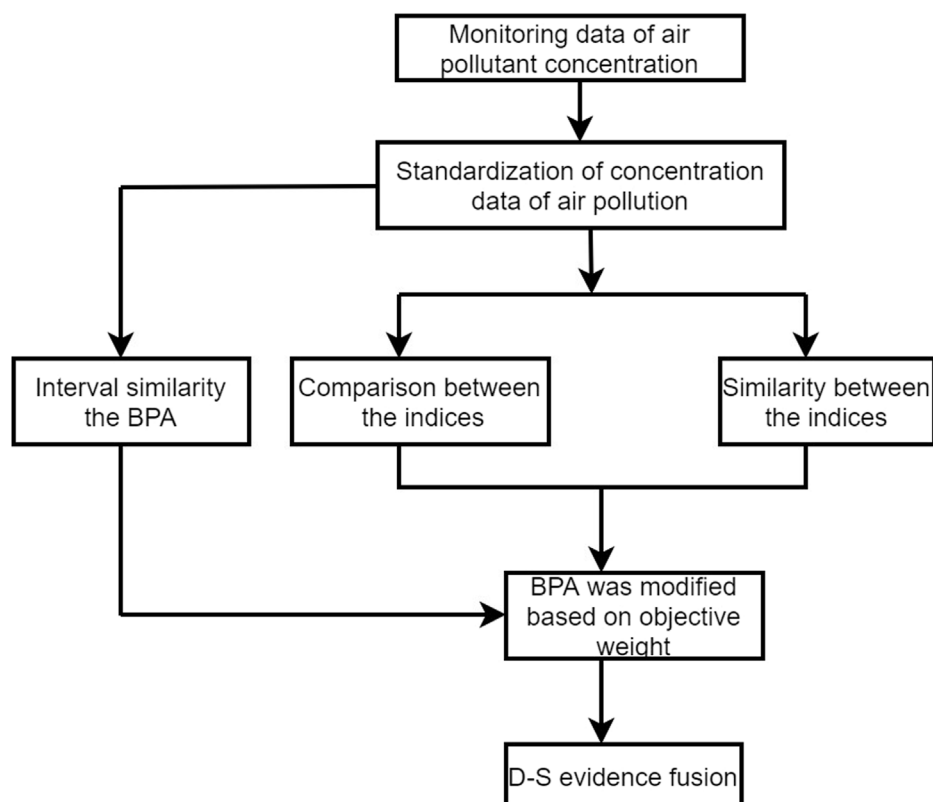 Monitoring data of air
pollutant concentration
Standardization of concentration
data of air pollution
Interval similarity
the BPA
Comparison between
the indices
Similarity between
the indices
BPA was modified
based on objective
weight
D-S evidence fusion